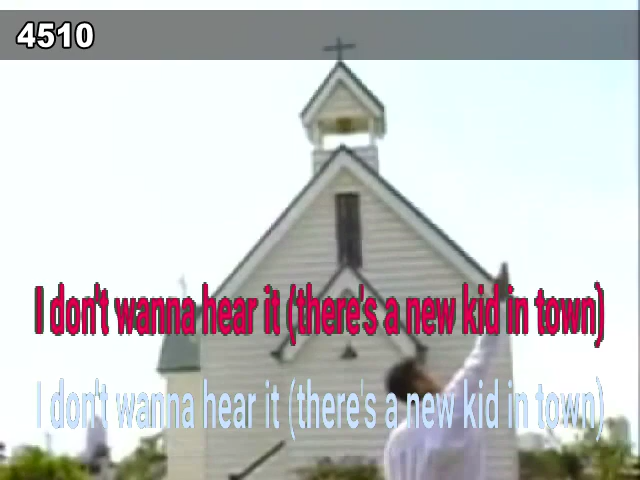 4510
I don't wanna hear it (there's a new kid in town)
I don't wanna hear it (there's a new kid in town)